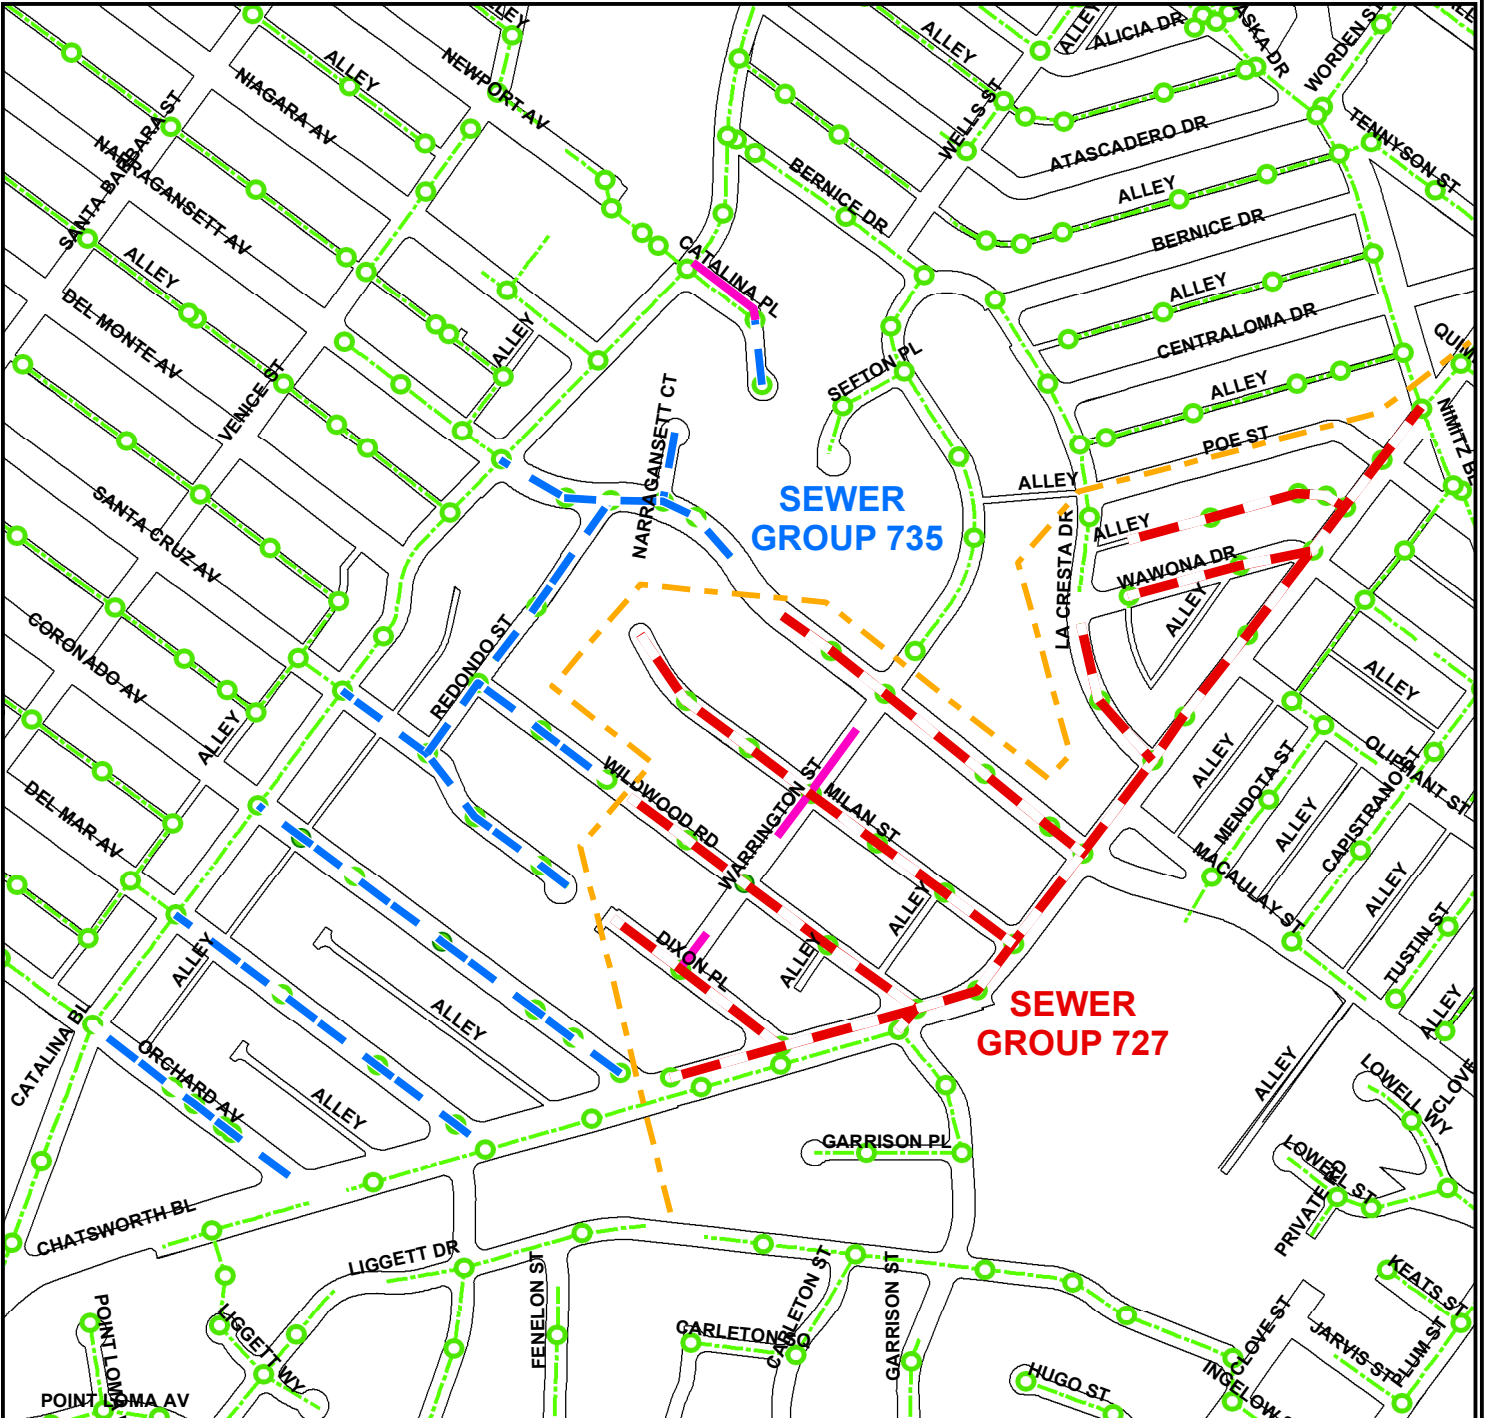 ALLEY
ALLEY
ALLEY
ALICIA DR
WORDEN ST
NEWPORT AV
ALLEY
NIAGARA AV
SANTA BARBARA ST
NARRAGANSETT AV
WELLS ST
ATASCADERO DR
TENNYSON ST
ALLEY
BERNICE DR
BERNICE DR
CATALINA PL
ALLEY
DEL MONTE AV
ALLEY
CENTRALOMA DR
ALLEY
VENICE ST
SEFTON PL
ALLEY
NIMITZ BL
NARRAGANSETT CT
POE ST
ALLEY
SEWER
GROUP 735
SANTA CRUZ AV
ALLEY
LA CRESTA DR
WAWONA DR
ALLEY
CORONADO AV
REDONDO ST
ALLEY
ALLEY
ALLEY
OLIPHANT ST
MENDOTA ST
CAPISTRANO ST
ALLEY
MACAULAY ST
ALLEY
TUSTIN ST
ALLEY
DEL MAR AV
WILDWOOD RD
WARRINGTON ST
MILAN ST
ALLEY
ALLEY
DIXON PL
ALLEY
ALLEY
SEWER
GROUP 727
CATALINA BL
ORCHARD AV
ALLEY
ALLEY
LOWELL WY
CLOVE
GARRISON PL
LOWELL ST
PRIVATE RD
CHATSWORTH BL
LIGGETT DR
FENELON ST
CARLETON ST
GARRISON ST
KEATS ST
CLOVE ST
JARVIS ST
PLUM ST
LIGGETT WY
CARLETON SQ
HUGO ST
POINT LOMA AV